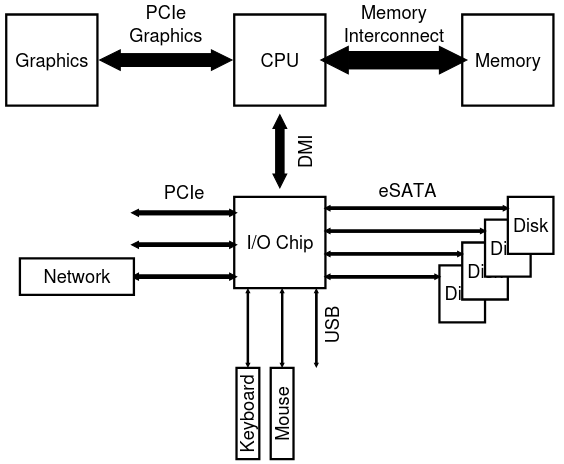 PCIe
Graphics
Memory
Interconnect
Graphics
CPU
Memory
DMI
PCIe
eSATA
I/O Chip
Disk
Di
Di
Di
Network
USB
Keyboard
Mouse